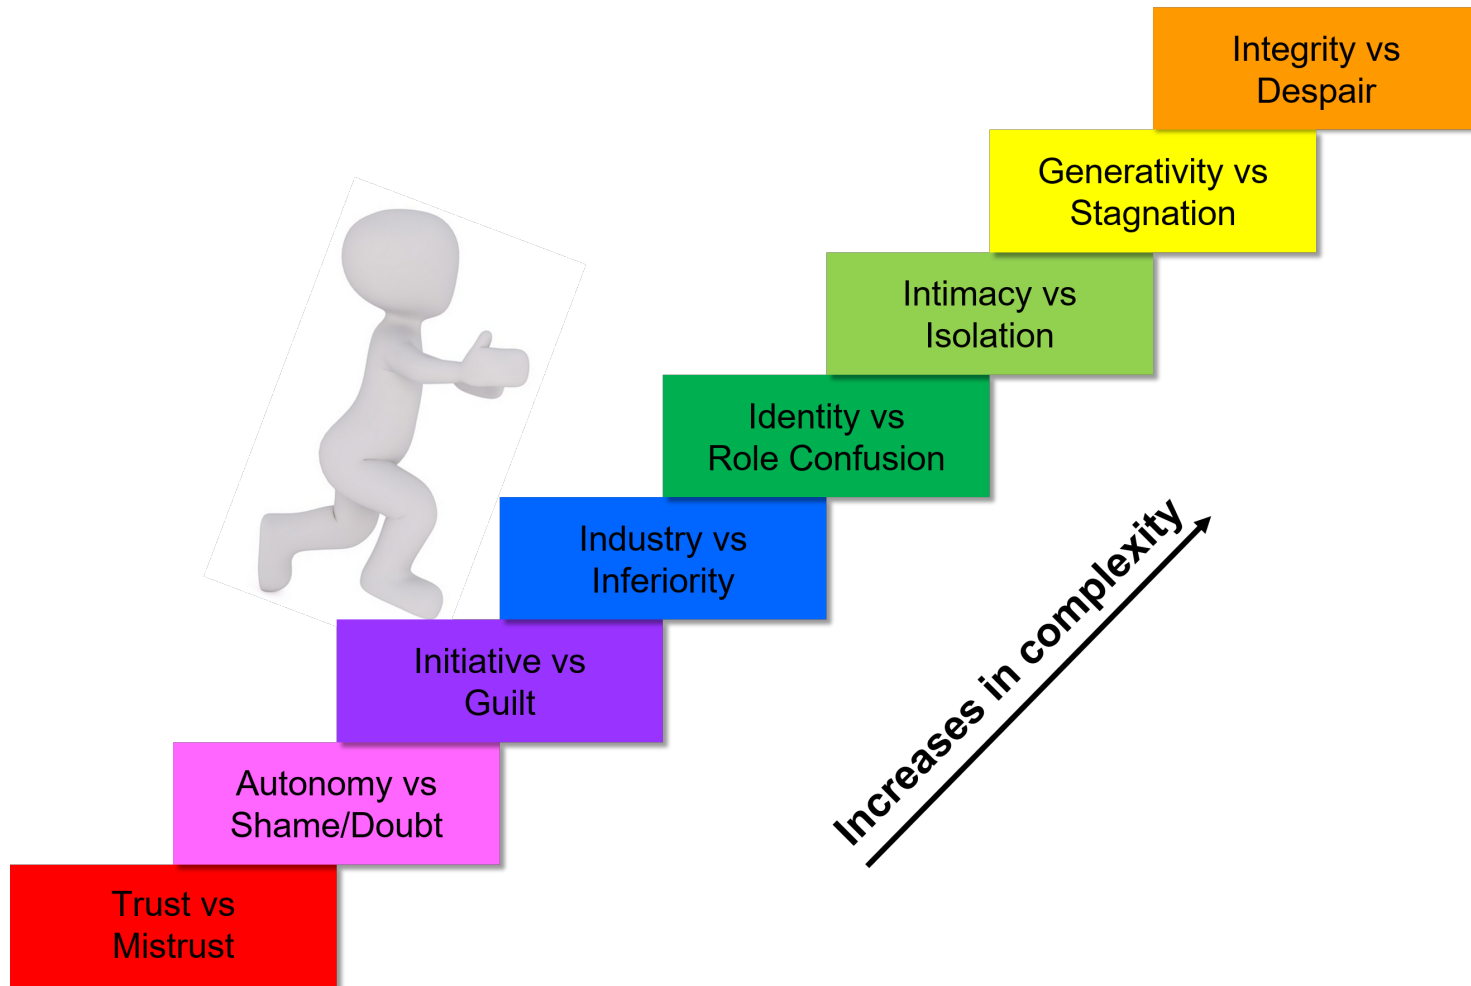 Integrity vs
Despair
Generativity vs
Stagnation
Intimacy vs
Isolation
Identity vs
Role Confusion
Industry vs
Inferiority
Initiative vs
Guilt
Autonomy vs
Shame/Doubt
Trust vs
Mistrust
Increases in complexity